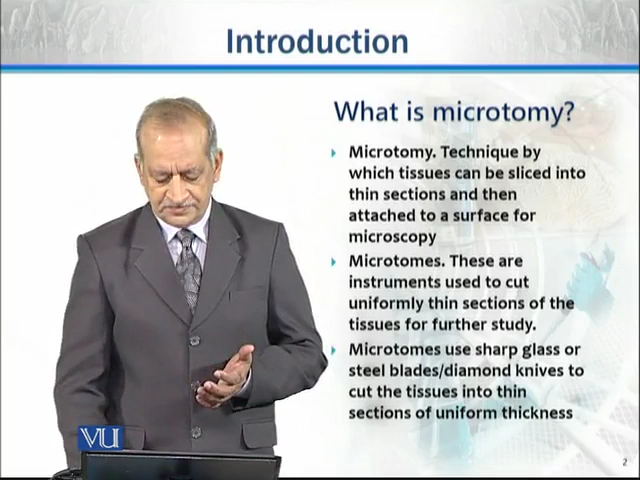 Introduction
What is microtomy?
Microtomy. Technique by
which tissues can be sliced into
thin sections and then
attached to a surface for
microscopy
Microtomes. These are
instruments used to cut
uniformly thin sections of the
tissues for further study.
Microtomes use sharp glass or
steel blades/diamond knives to
cut the tissues into thin
sections of uniform thickness
VU
2